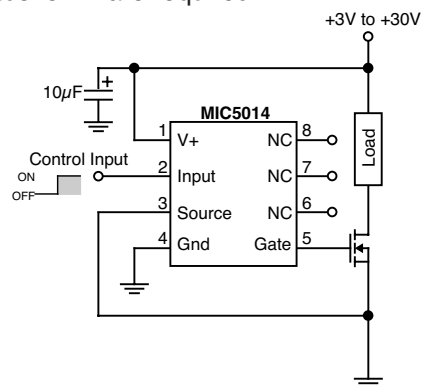 +3V to +30V
10µF
+
MIC5014
1 V+ NC 8
Control Input
ON
OFF
2 Input NC 7
3 Source NC 6
4 Gnd Gate 5
Load